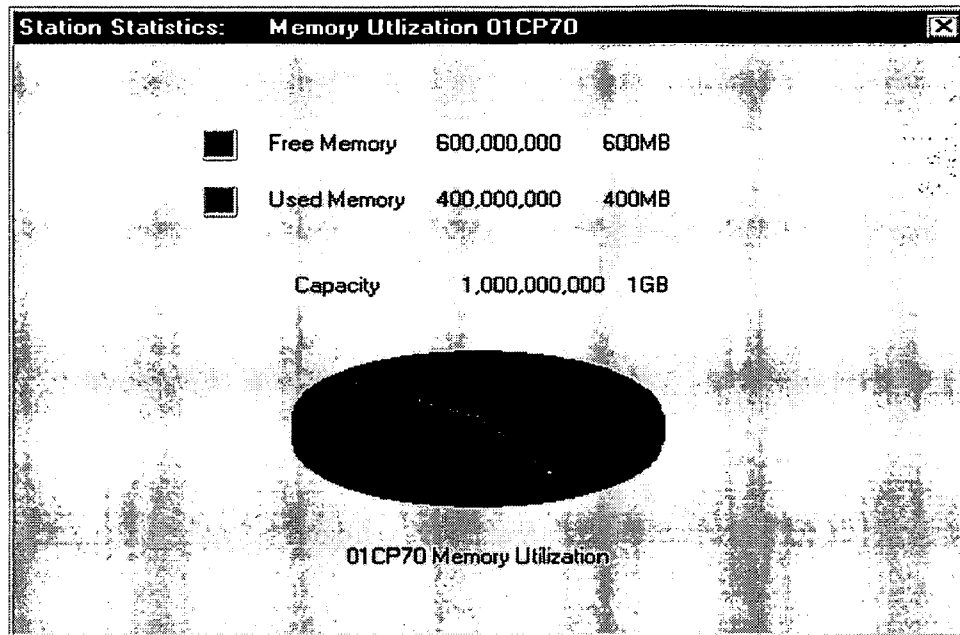 Station Statistics: Memory Utlization 01CP70
Free Memory 600,000,000 600MB
Used Memory 400,000,000 400MB
Capacity 1,000,000,000 1GB
01CP70 Memory Utilization